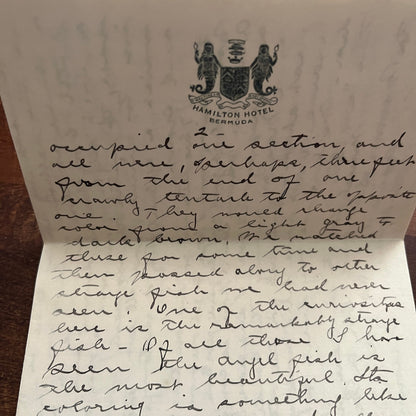 HAMILTON HOTEL
BERMUDA
2
occupied one section, and
all were, perhaps, three feet
from the end of one
crawly tentacle to the opposite
one. They would change
color from a light gray to
dark brown. We watched
these for some time and
then passed along to other
strange fish we had never
seen. One of the curiosities
here is the remarkably strange
fish - Of all those I have
seen the angel fish is
the most beautiful. Its
coloring is something like